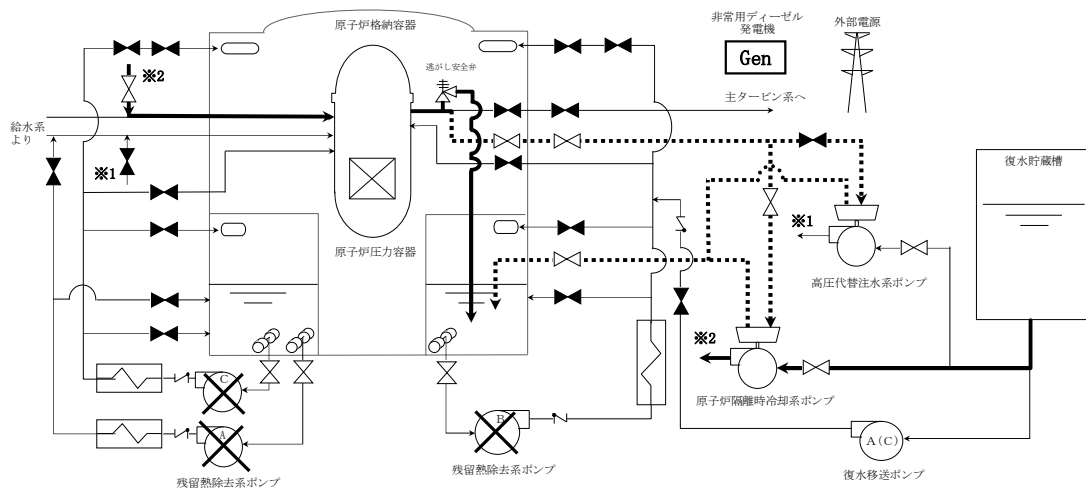 原子炉格納容器
非常用ディーゼル
発電機
外部電源
Gen
※2
逃がし安全弁
主タービン系へ
給水系
より
※1
復水貯蔵槽
※1
原子炉圧力容器
高圧代替注水系ポンプ
※2
原子炉隔離時冷却系ポンプ
C
A
残留熱除去系ポンプ
B
残留熱除去系ポンプ
A(C)
復水移送ポンプ